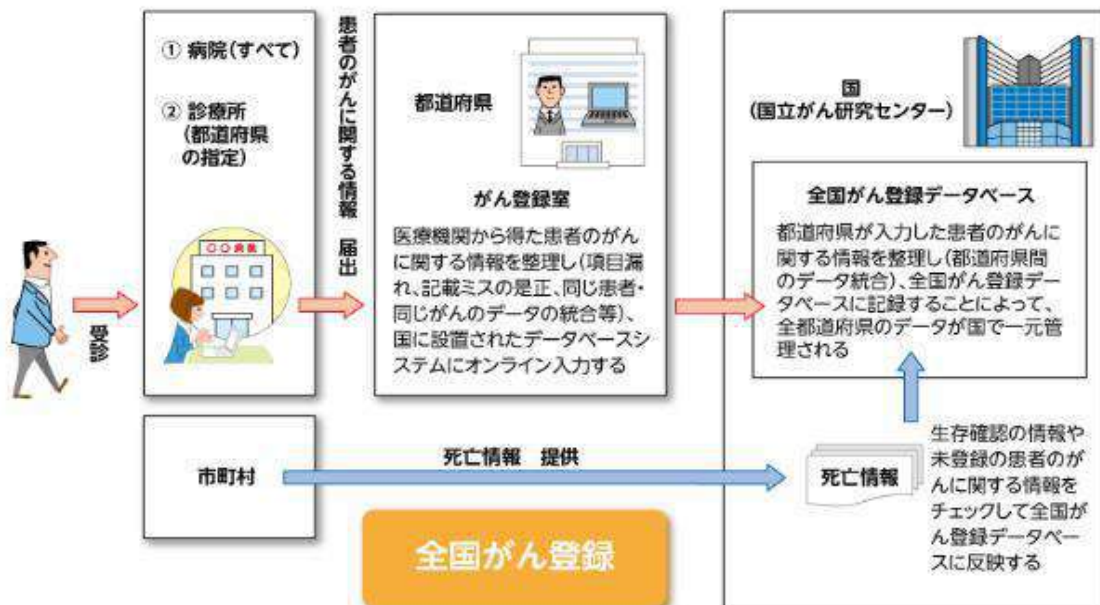 ① 病院(すべて)
② 診療所
(都道府県
の指定)
〇〇病院
受診
患者のがんに関する情報 届出
都道府県
がん登録室
医療機関から得た患者のがん
に関する情報を整理し(項目漏
れ、記載ミスの是正、同じ患者・
同じがんのデータの統合等)、
国に設置されたデータベースシ
ステムにオンライン入力する
国
(国立がん研究センター)
全国がん登録データベース
都道府県が入力した患者のがんに
関する情報を整理し(都道府県間
のデータ統合)、全国がん登録デー
タベースに記録することによって、
全都道府県のデータが国で一元管
理される
市町村
死亡情報 提供
死亡情報
生存確認の情報や
未登録の患者のが
んに関する情報を
チェックして全国が
ん登録データベー
スに反映する
全国がん登録